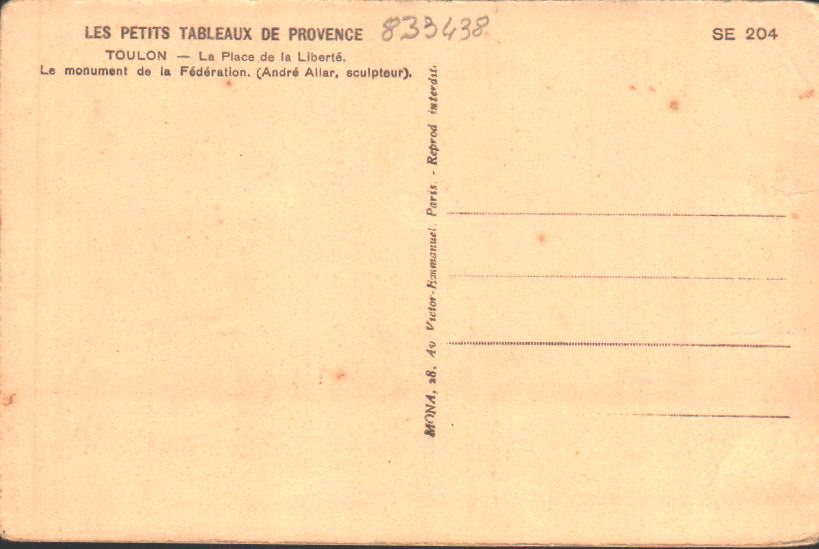 LES PETITS TABLEAUX DE PROVENCE
833438
SE 204
TOULON — La Place de la Liberté.
Le monument de la Fédération. (André Allar, sculpteur).
MONA, 28, Av Victor-Emmanuel. Paris. - Reprod interdit.